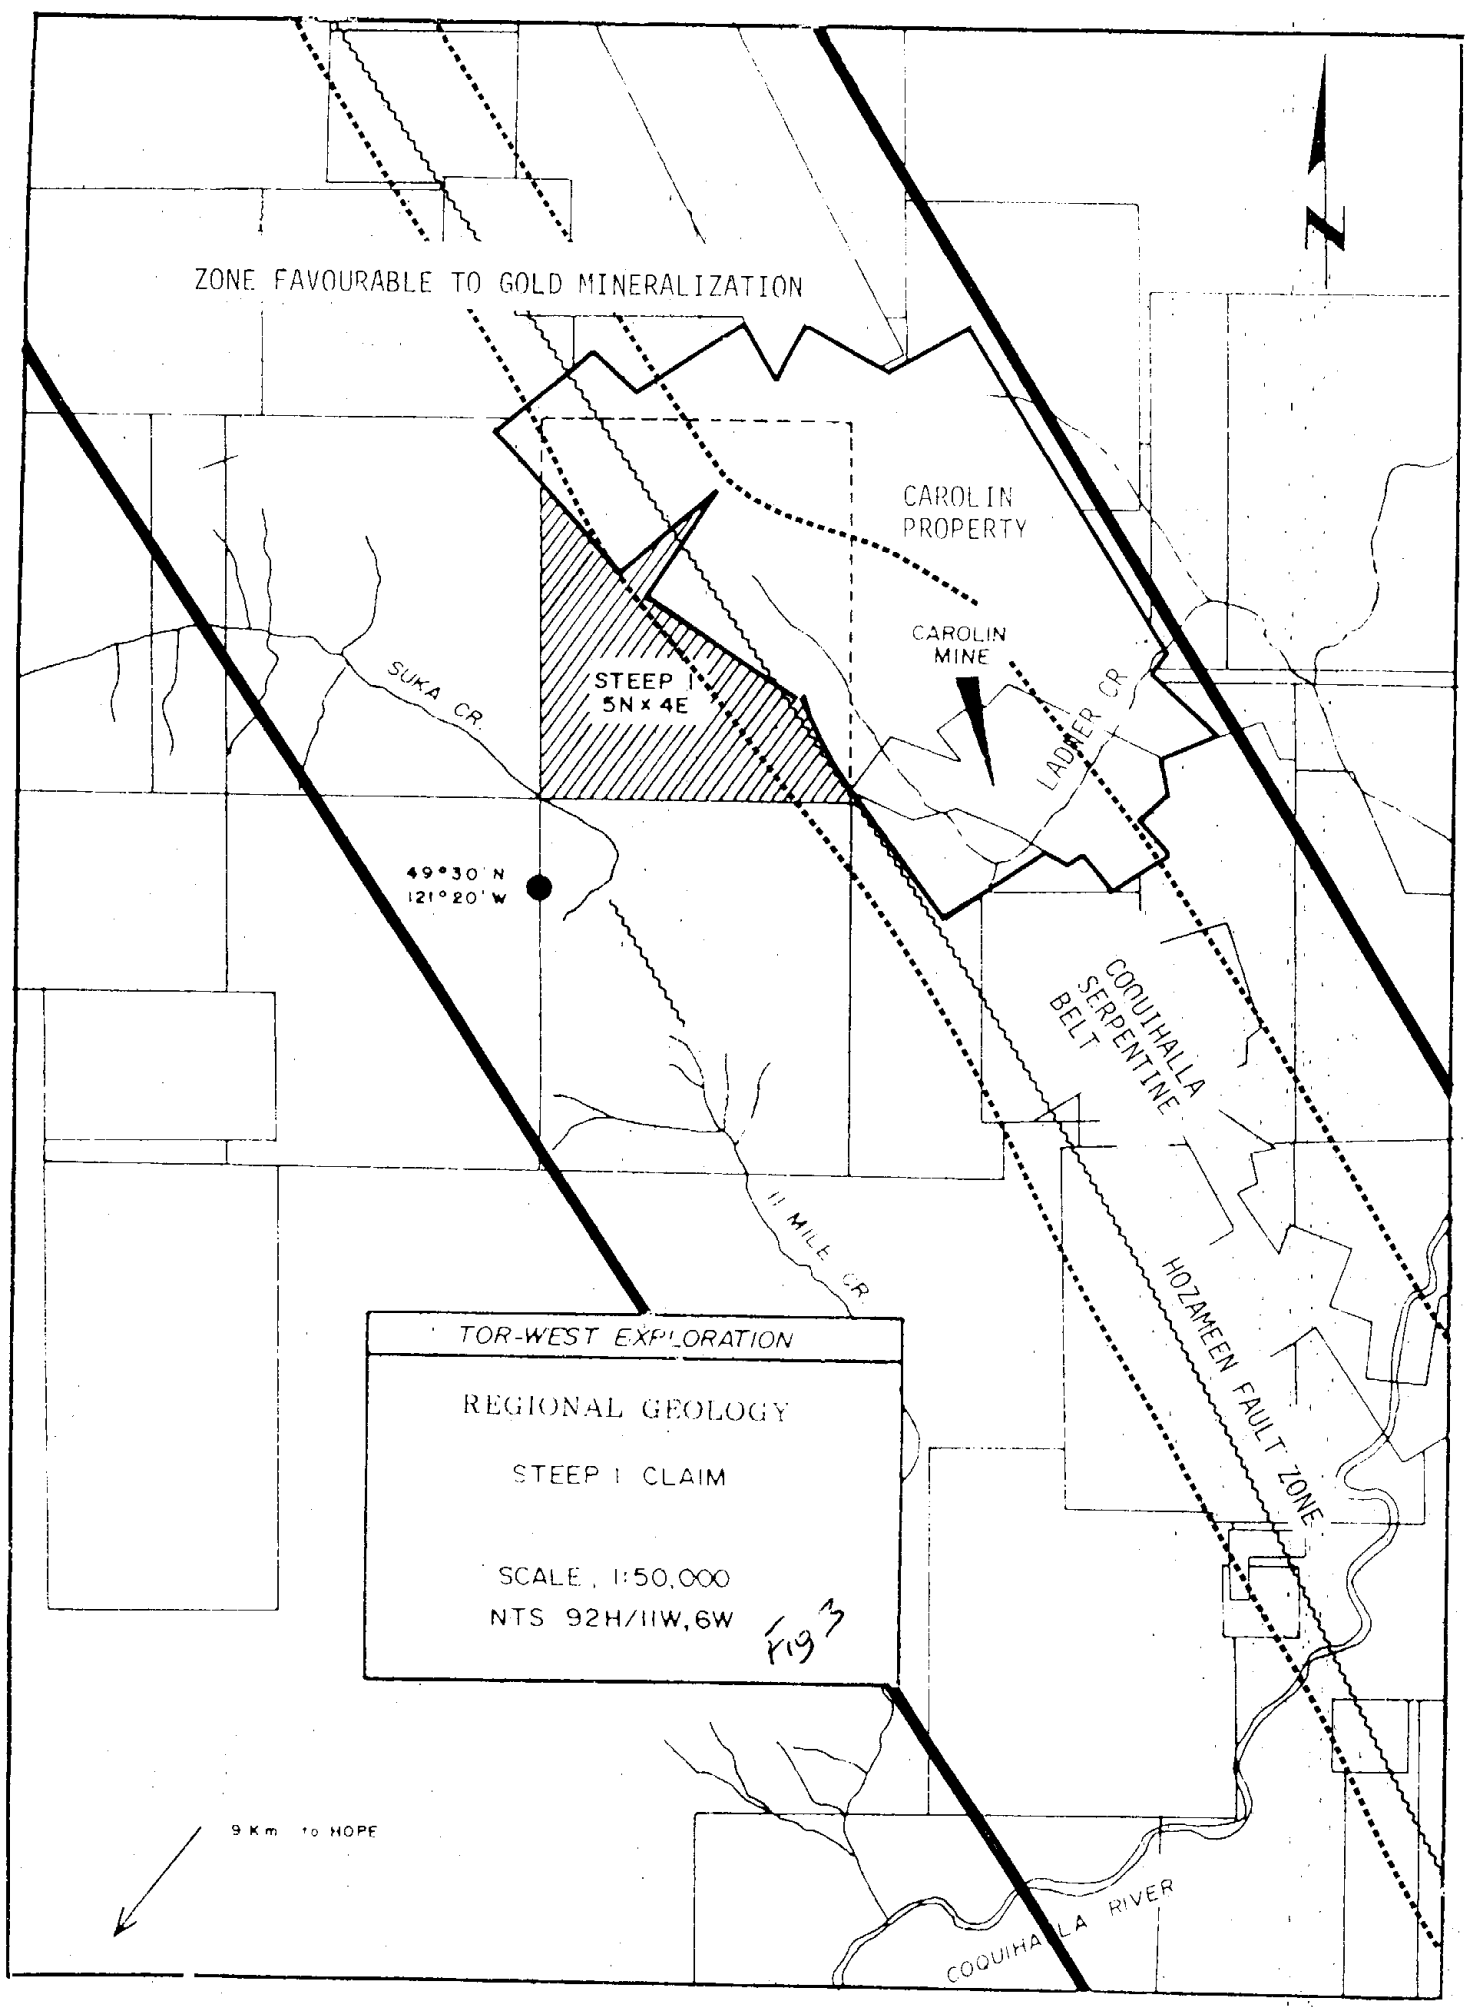 N
ZONE FAVOURABLE TO GOLD MINERALIZATION
CAROLIN
PROPERTY
CAROLIN
MINE
SUKA CR.
STEEP I
5N x 4E
LADNER CR
49°30'N
121°20'W
COQUIHALLA
SERPENTINE
BELT
11 MILE CR.
HOZAMEEN FAULT ZONE
TOR-WEST EXPLORATION
REGIONAL GEOLOGY
STEEP I CLAIM
SCALE, 1:50,000
NTS 92H/11W,6W
Fig 3
9 Km to HOPE
COQUIHALLA RIVER